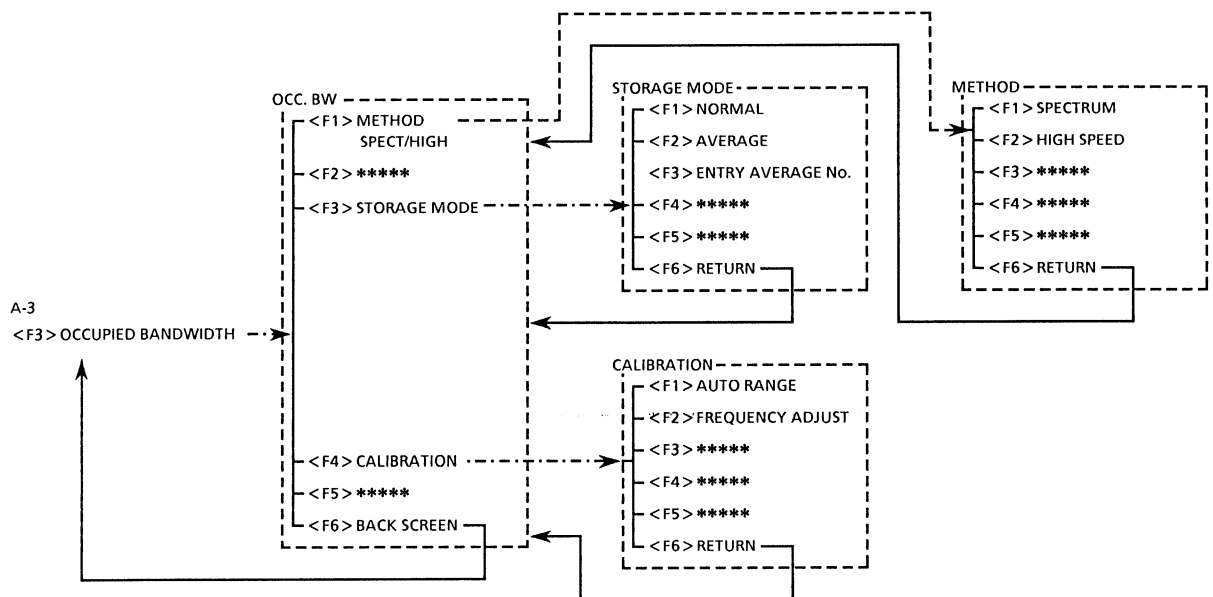 A-3
<F3> OCCUPIED BANDWIDTH
OCC. BW
<F1> METHOD
SPECT/HIGH
<F2> *****
<F3> STORAGE MODE
<F4> CALIBRATION
<F5> *****
<F6> BACK SCREEN
STORAGE MODE
<F1> NORMAL
<F2> AVERAGE
<F3> ENTRY AVERAGE No.
<F4> *****
<F5> *****
<F6> RETURN
METHOD
<F1> SPECTRUM
<F2> HIGH SPEED
<F3> *****
<F4> *****
<F5> *****
<F6> RETURN
CALIBRATION
<F1> AUTO RANGE
<F2> FREQUENCY ADJUST
<F3> *****
<F4> *****
<F5> *****
<F6> RETURN